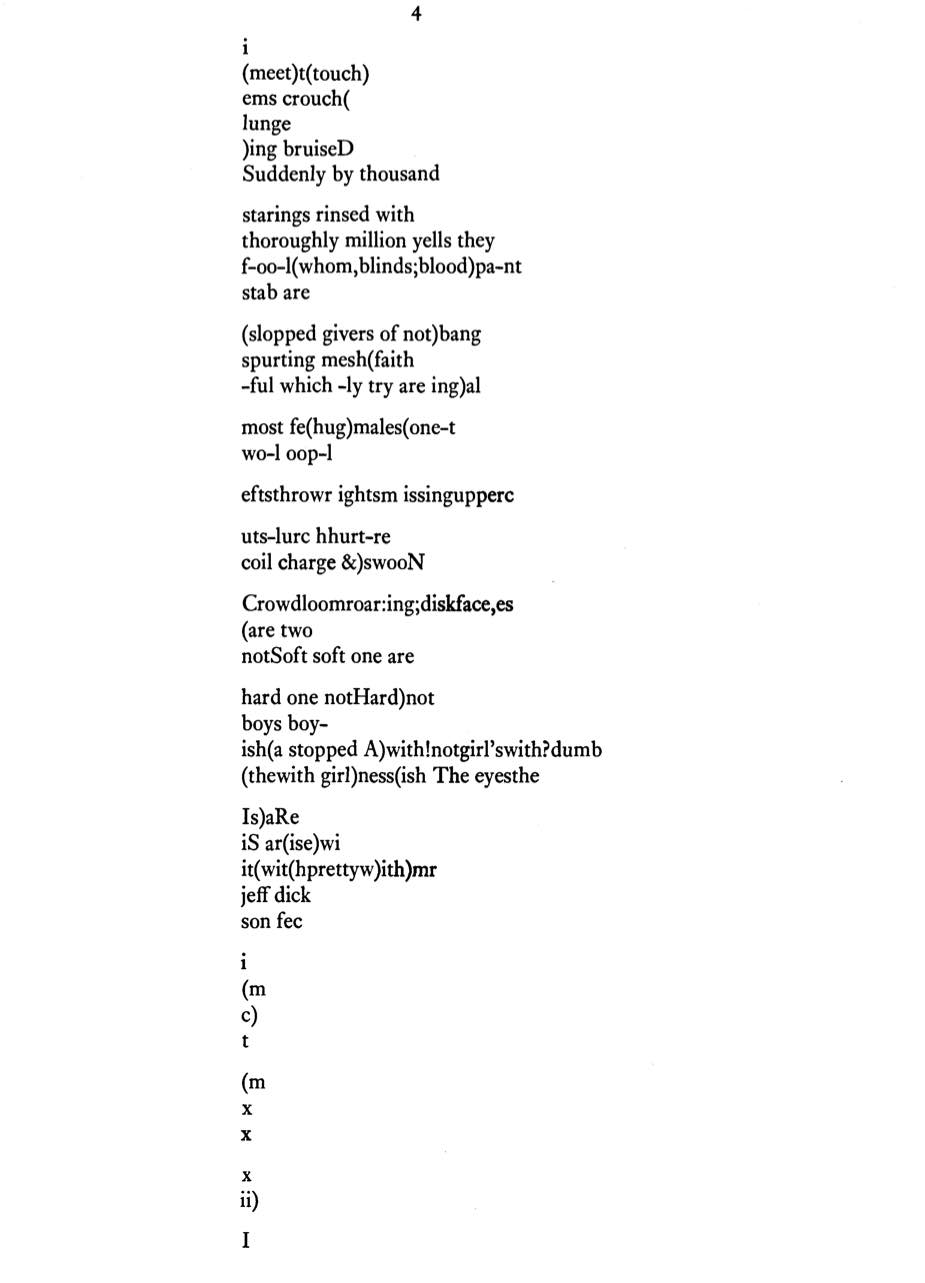 4
i
(meet)t(touch)
ems crouch(
lunge
)ing bruiseD
Suddenly by thousand
starings rinsed with
thoroughly million yells they
f-oo-l(whom,blinds;blood)pa-nt
stab are
(slopped givers of not)bang
spurting mesh(faith
-ful which -ly try are ing)al
most fe(hug)males(one-t
wo-l oop-l
eftsthrowr ightsm issingupperc
uts-lurc hhurt-re
coil charge &)swooN
Crowdloomroar:ing;diskface,es
(are two
notSoft soft one are
hard one notHard)not
boys boy-
ish(a stopped A)with!notgirl'swith?dumb
(thewith girl)ness(ish The eyesthe
Is)aRe
iS ar(ise)wi
it(wit(hprettyw)ith)mr
jeff dick
son fec
i
(m
c)
t
(m
x
x
x
ii)
I